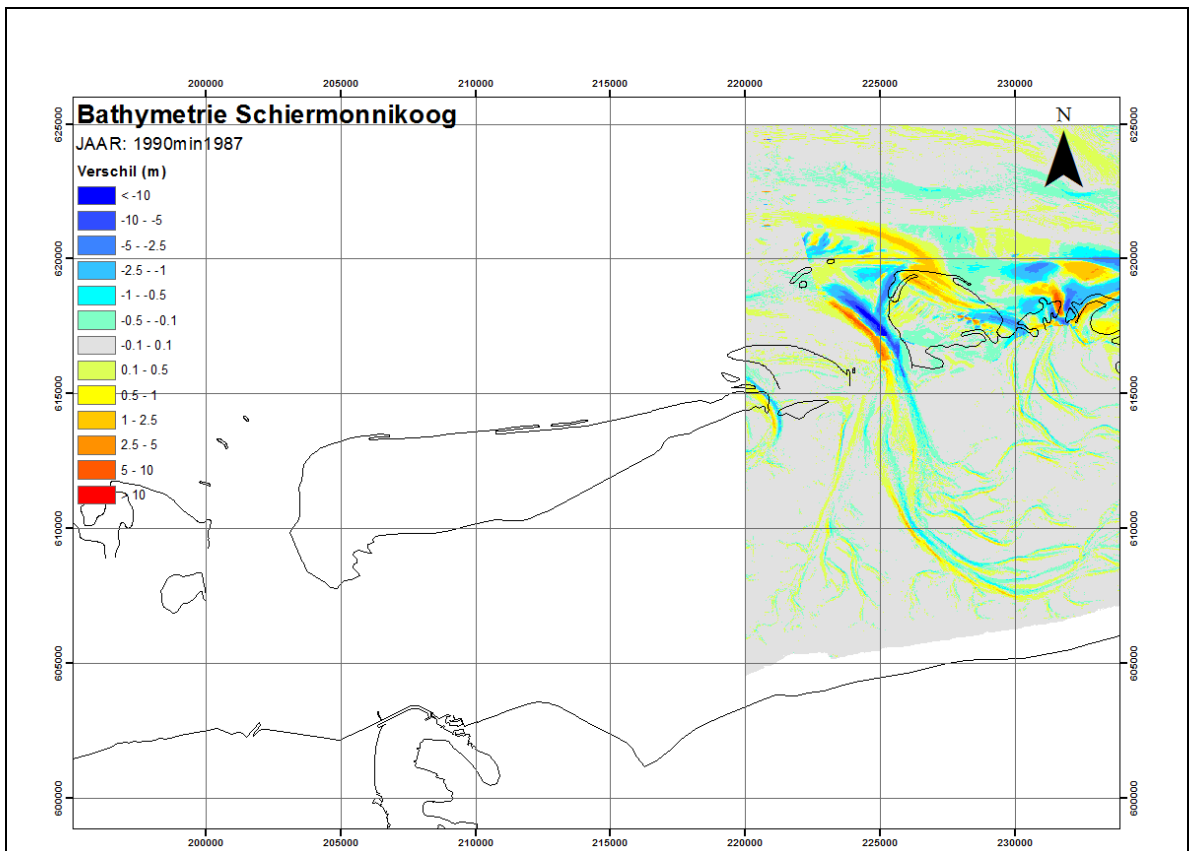 200000 205000 210000 215000 220000 225000 230000
Bathymetrie Schiermonnikoog
JAAR: 1990min1987
Verschil (m)
< -10
-10 - -5
-5 - -2.5
-2.5 - -1
-1 - -0.5
-0.5 - -0.1
-0.1 - 0.1
0.1 - 0.5
0.5 - 1
1 - 2.5
2.5 - 5
5 - 10
> 10
N
625000 625000
620000 620000
615000 615000
610000 610000
605000 605000
600000 600000
200000 205000 210000 215000 220000 225000 230000